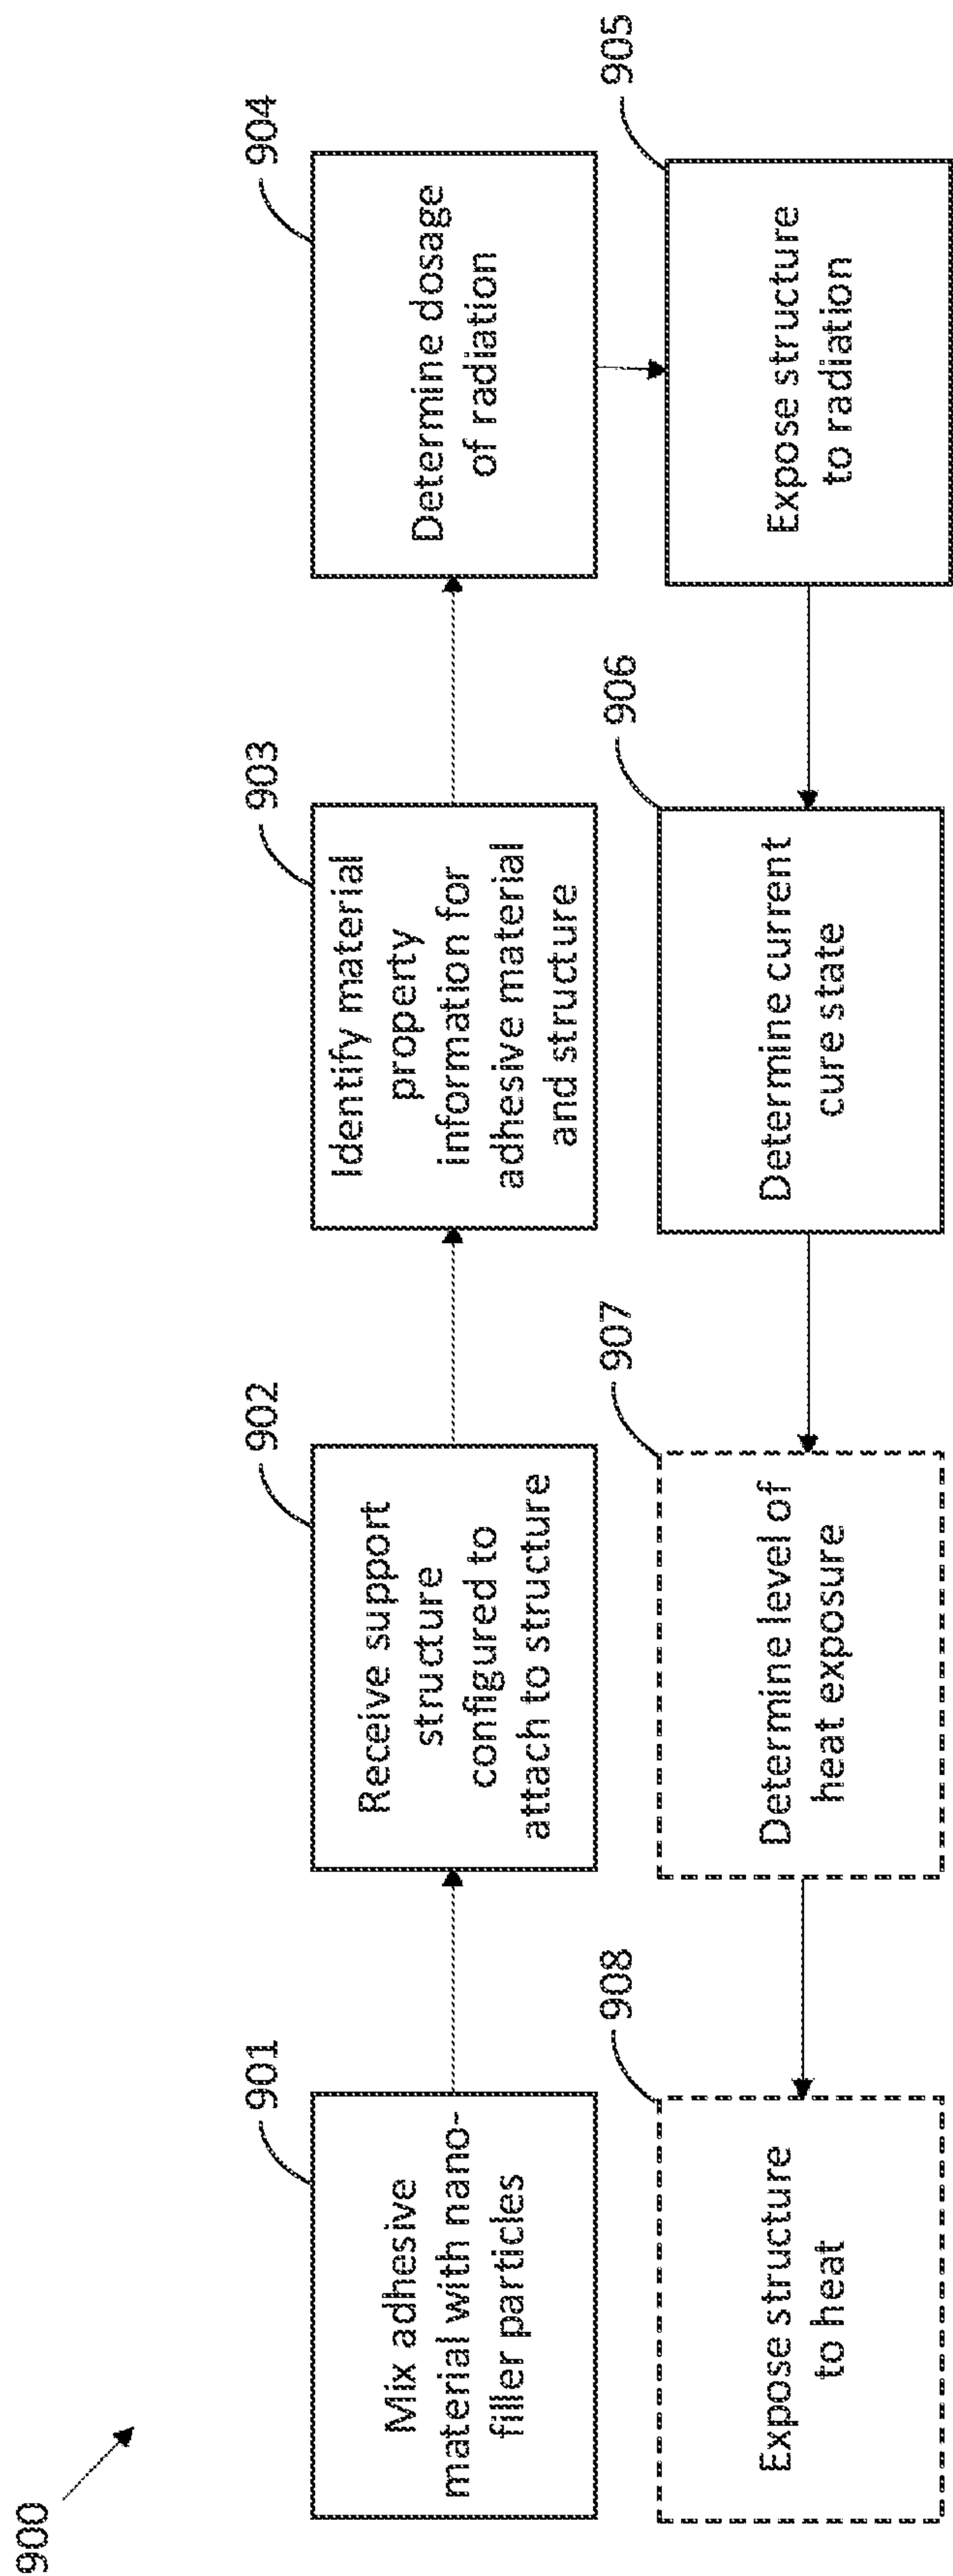 900
901
Mix adhesive
material with nano-
filler particles
902
Receive support
structure
configured to
attach to structure
903
Identify material
property
information for
adhesive material
and structure
904
Determine dosage
of radiation
905
Expose structure
to radiation
906
Determine current
cure state
907
Determine level of
heat exposure
908
Expose structure
to heat